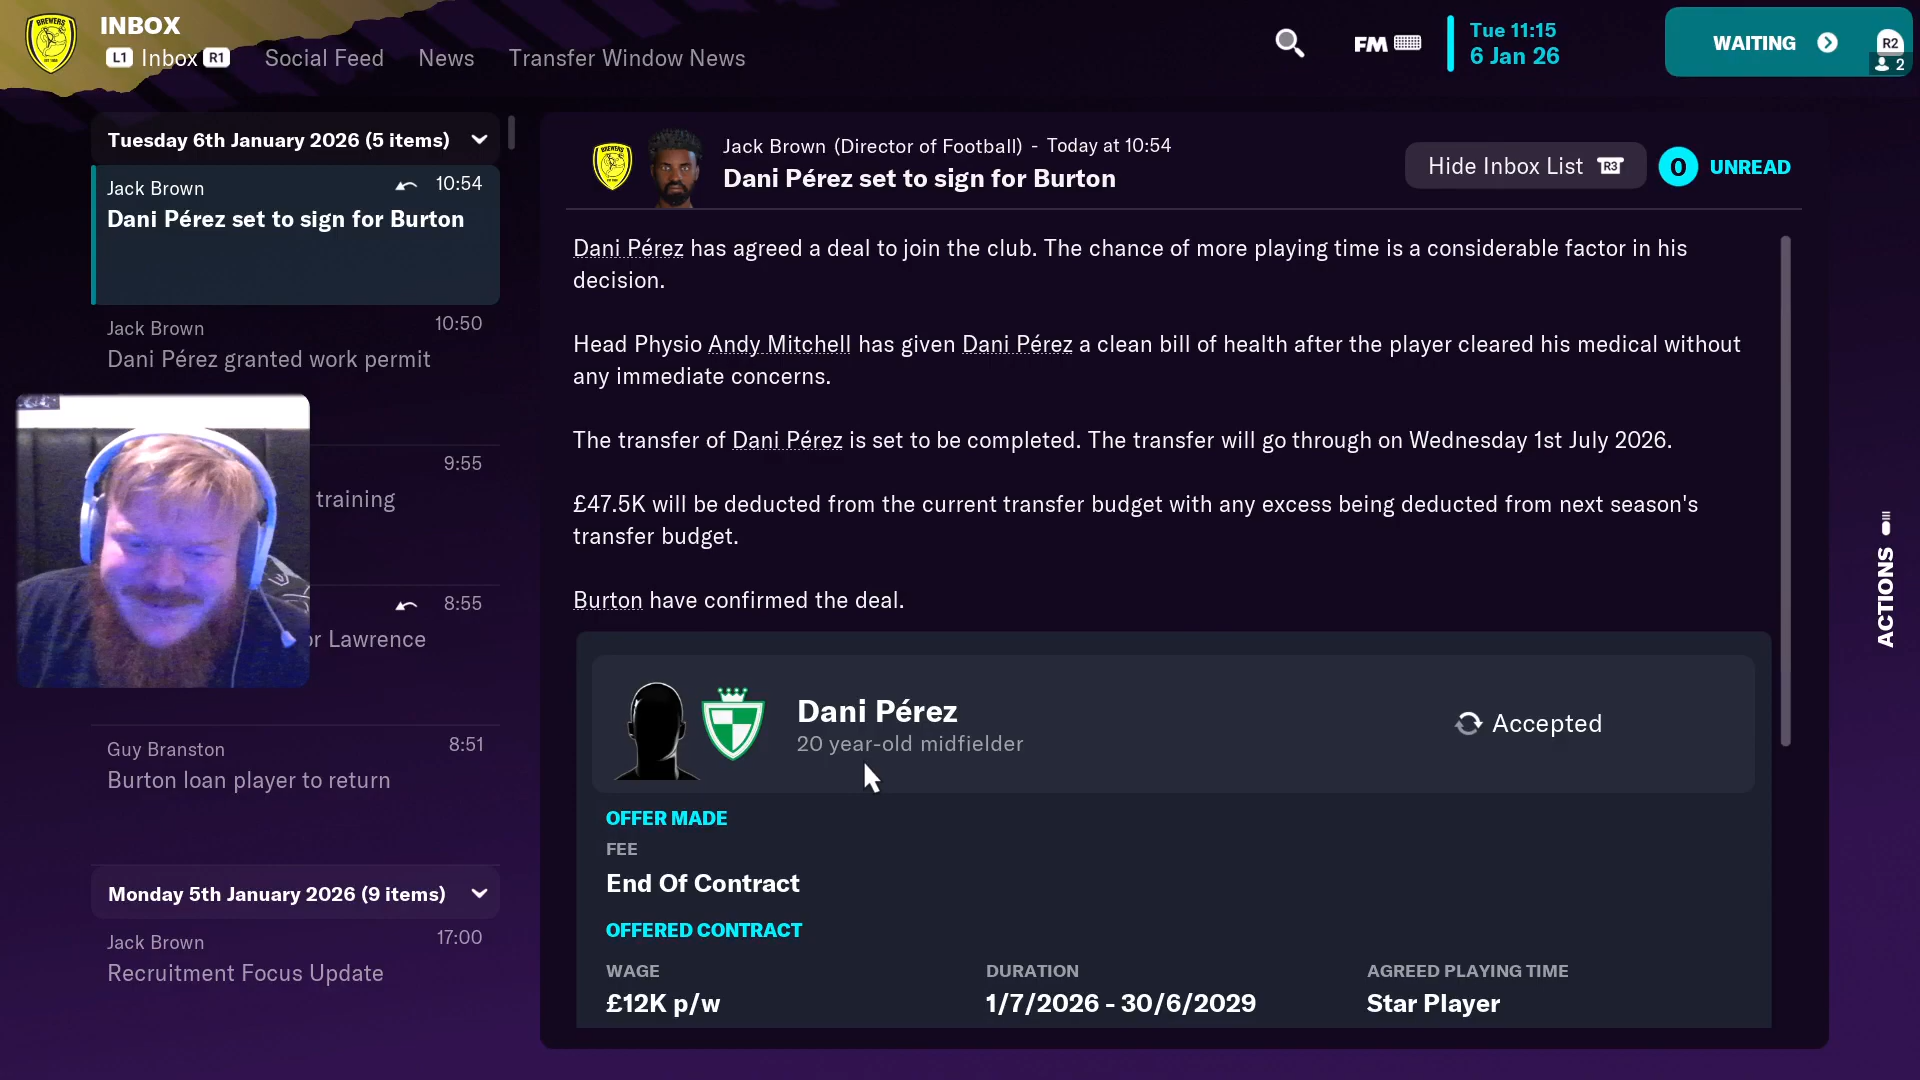 INBOX
L1 Inbox R1 Social Feed News Transfer Window News
FM
Tue 11:15
6 Jan 26
WAITING
R2
2
BREWERS
Tuesday 6th January 2026 (5 items)
Jack Brown 10:54
Dani Pérez set to sign for Burton
Jack Brown 10:50
Dani Pérez granted work permit
9:55
training
8:55
or Lawrence
Guy Branston 8:51
Burton loan player to return
Monday 5th January 2026 (9 items)
Jack Brown 17:00
Recruitment Focus Update
BREWERS
Jack Brown (Director of Football) - Today at 10:54
Dani Pérez set to sign for Burton
Hide Inbox List R3
0 UNREAD
Dani Pérez has agreed a deal to join the club. The chance of more playing time is a considerable factor in his
decision.
Head Physio Andy Mitchell has given Dani Pérez a clean bill of health after the player cleared his medical without
any immediate concerns.
The transfer of Dani Pérez is set to be completed. The transfer will go through on Wednesday 1st July 2026.
£47.5K will be deducted from the current transfer budget with any excess being deducted from next season's
transfer budget.
Burton have confirmed the deal.
Dani Pérez
20 year-old midfielder
Accepted
OFFER MADE
FEE
End Of Contract
OFFERED CONTRACT
WAGE DURATION AGREED PLAYING TIME
£12K p/w 1/7/2026 - 30/6/2029 Star Player
ACTIONS